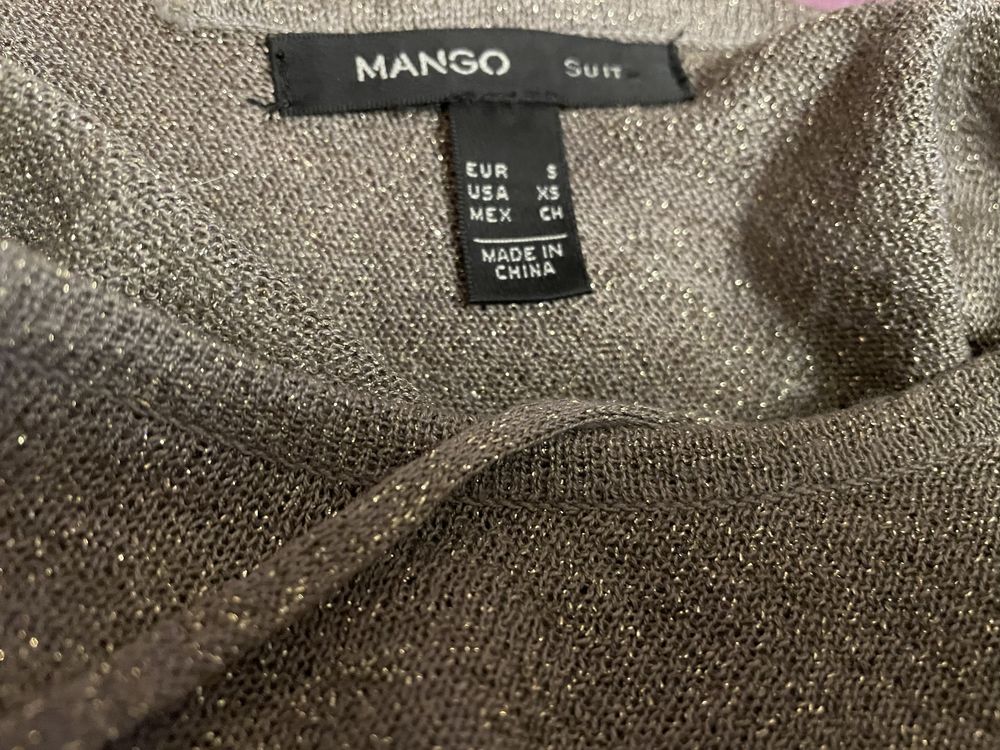 MANGO SUIT
EUR S
USA XS
MEX CH
MADE IN
CHINA